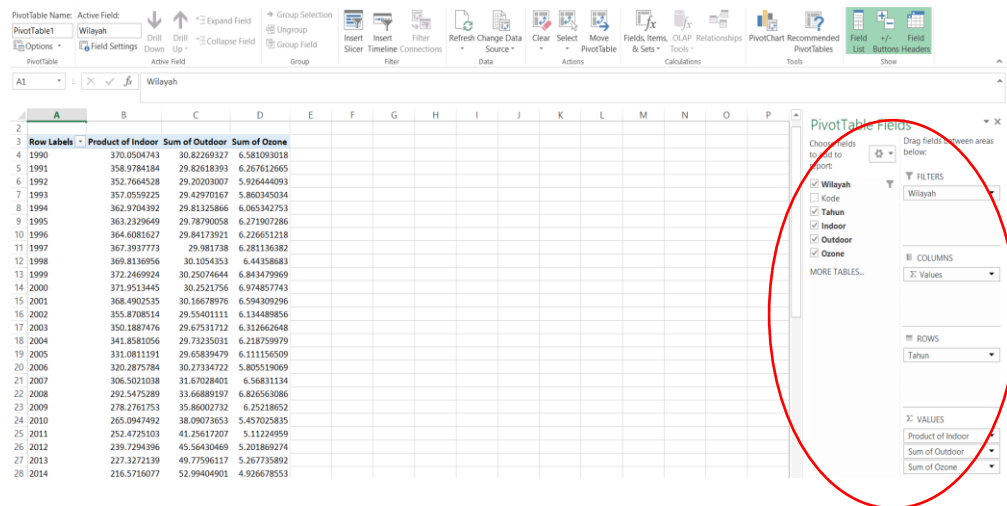 PivotTable Name: Active Field:
PivotTable1 Wilayah
Options Field Settings
Drill Down Drill Up
Expand Field
Collapse Field
PivotTable Active Field
Group Selection
Ungroup
Group Field
Group
Insert Slicer Insert Timeline Filter Connections
Filter
Refresh Change Data Source
Data
Clear Select Move PivotTable
Actions
Fields, Items, & Sets OLAP Tools Relationships
Calculations
PivotChart Recommended PivotTables
Tools
Field List +/- Buttons Field Headers
Show
A1 fx Wilayah
A B C D E F G H I J K L M N O P
2
3 Row Labels Product of Indoor Sum of Outdoor Sum of Ozone
4 1990 370.0504743 30.82269327 6.581093018
5 1991 358.9784184 29.82618393 6.267612665
6 1992 352.7664528 29.20203007 5.926444093
7 1993 357.0559225 29.42970167 5.860345034
8 1994 362.9704392 29.81325866 6.065342753
9 1995 363.2329649 29.78790058 6.271907286
10 1996 364.6081627 29.84173921 6.226651218
11 1997 367.3937773 29.981738 6.281136382
12 1998 369.8136956 30.1054353 6.44358683
13 1999 372.2469924 30.25074644 6.843479969
14 2000 371.9513445 30.2521756 6.974857743
15 2001 368.4902535 30.16678976 6.594309296
16 2002 355.8708514 29.55401111 6.134489856
17 2003 350.1887476 29.67531712 6.312662648
18 2004 341.8581056 29.73235031 6.218759979
19 2005 331.0811191 29.65839479 6.111156509
20 2006 320.2875784 30.27334722 5.805519069
21 2007 306.5021038 31.67028401 6.56831134
22 2008 292.5475289 33.66889197 6.826563086
23 2009 278.2761753 35.86002732 6.25218652
24 2010 265.0947492 38.09073653 5.457025835
25 2011 252.4725103 41.25617207 5.11224959
26 2012 239.7294396 45.56430469 5.201869274
27 2013 227.3272139 49.77596117 5.267735892
28 2014 216.5716077 52.99404901 4.926678553
PivotTable Fields
Choose fields to add to report:
Wilayah
Kode
Tahun
Indoor
Outdoor
Ozone
MORE TABLES...
Drag fields between areas below:
FILTERS
Wilayah
COLUMNS
Σ Values
ROWS
Tahun
Σ VALUES
Product of Indoor
Sum of Outdoor
Sum of Ozone